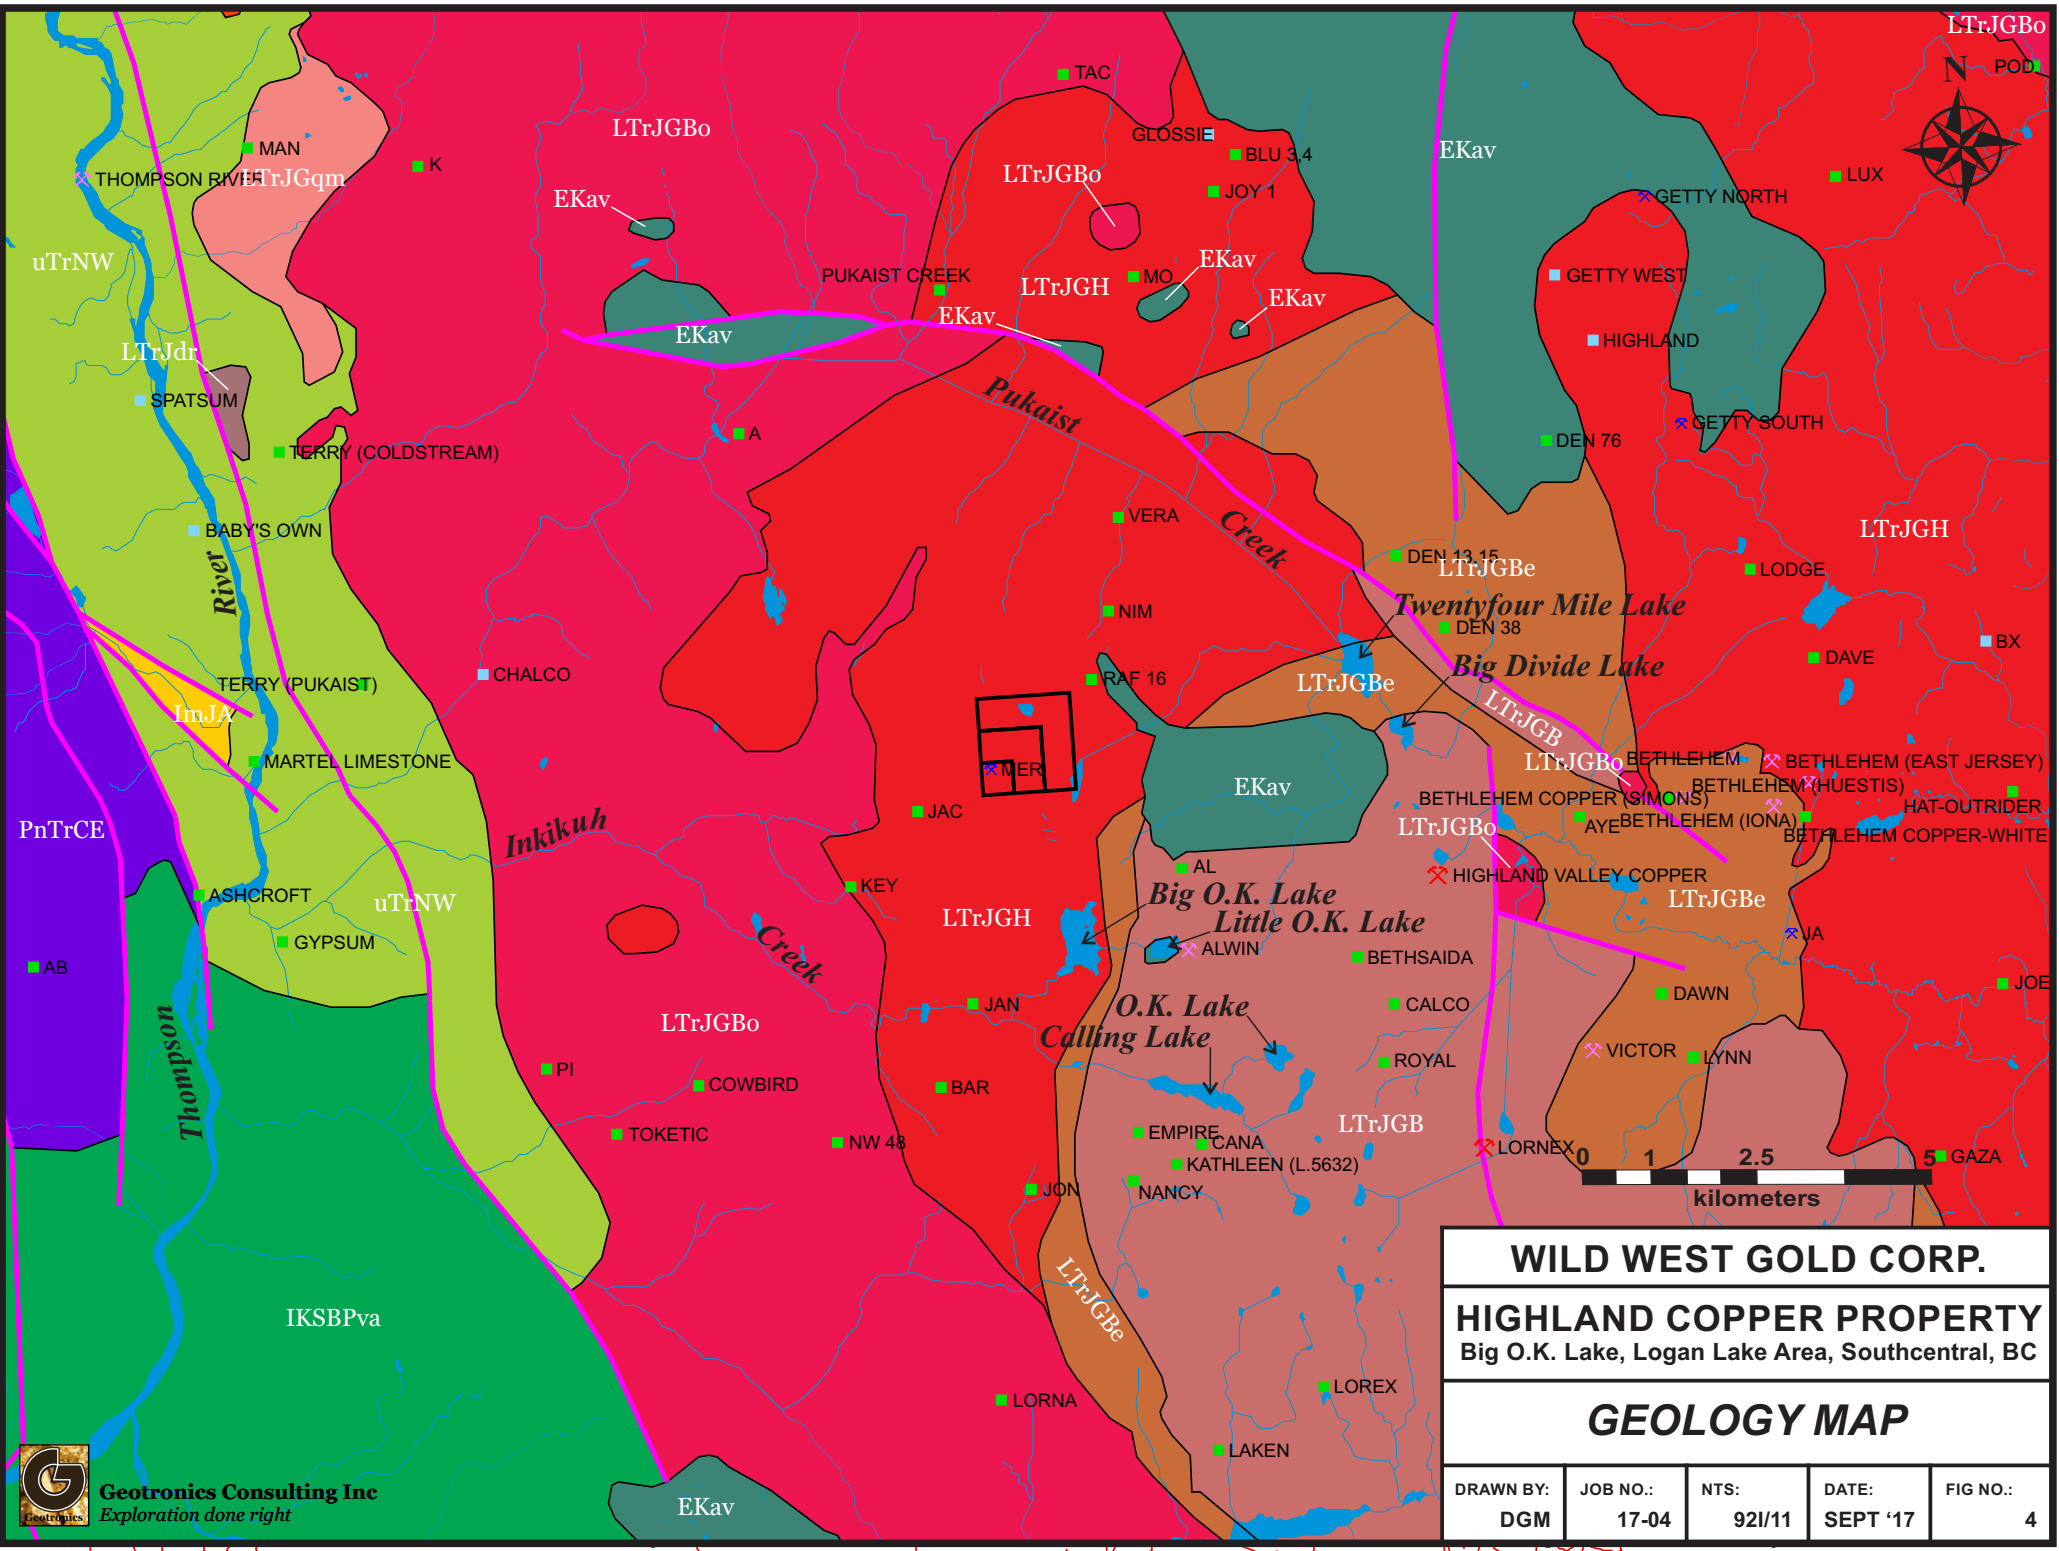 LTrJGBo
N
POD
TAC
LTrJGBo
GLOSSIE
BLU 3,4
EKav
MAN
THOMPSON RIVER
LTrJGqm
K
LTrJGBo
JOY 1
LUX
EKav
GETTY NORTH
uTrNW
EKav
PUKAIST CREEK
LTrJGH
MO
GETTY WEST
EKav
EKav
EKav
HIGHLAND
LTrJdr
SPATSUM
Pukaist
GETTY SOUTH
A
DEN 76
TERRY (COLDSTREAM)
VERA
BABY'S OWN
Creek
LTrJGH
DEN 13,15
LTrJGBe
LODGE
River
Twentyfour Mile Lake
NIM
DEN 38
BX
DAVE
Big Divide Lake
CHALCO
RAF 16
TERRY (PUKAIST)
LTrJGBe
ImJA
LTrJGB
MARTEL LIMESTONE
MER
LTrJGBo
BETHLEHEM
BETHLEHEM (EAST JERSEY)
EKav
BETHLEHEM (HUESTIS)
BETHLEHEM COPPER (SIMONS)
HAT-OUTRIDER
JAC
PnTrCE
Inkikuh
LTrJGBo
AYE
BETHLEHEM (IONA)
BETHLEHEM COPPER-WHITE
AL
HIGHLAND VALLEY COPPER
KEY
ASHCROFT
uTrNW
Big O.K. Lake
LTrJGBe
LTrJGH
Little O.K. Lake
GYPSUM
Creek
ALWIN
JA
BETHSAIDA
AB
JOE
DAWN
JAN
O.K. Lake
CALCO
LTrJGBo
Calling Lake
Thompson
VICTOR
LYNN
ROYAL
PI
COWBIRD
BAR
LTrJGB
TOKETIC
NW 48
EMPIRE
CANA
LORNEX
KATHLEEN (L.5632)
GAZA
0 1 2.5 5
kilometers
JON
NANCY
LTrJGBe
IKSBPva
LORNA
LOREX
LAKEN
EKav
WILD WEST GOLD CORP.
HIGHLAND COPPER PROPERTY
Big O.K. Lake, Logan Lake Area, Southcentral, BC
GEOLOGY MAP
DRAWN BY: JOB NO.: NTS: DATE: FIG NO.:
DGM 17-04 92I/11 SEPT ‘17 4
Geotronics
Geotronics Consulting Inc
Exploration done right